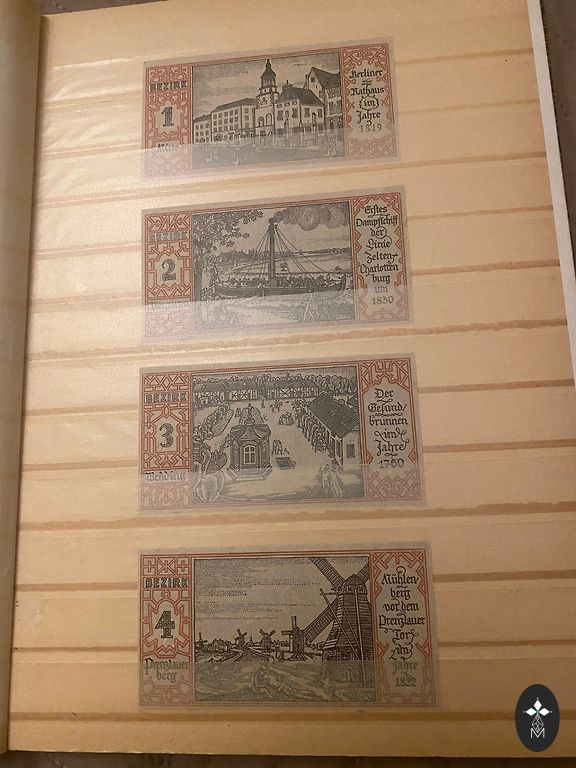 BEZIRK
1
Mitte
Berliner
Rathaus
im
Jahre
1819
BEZIRK
2
Erstes
Dampfschiff
der
Linie
Zelten-
Charlotten
burg
um
1830
BEZIRK
3
Wedding
Der
Gesund/
brunnen
im
Jahre
1760
BEZIRK
4
Prenzlauer
berg
Mühlen-
berg
vor dem
Prenzlauer
Tor
im
Jahre
1822
M